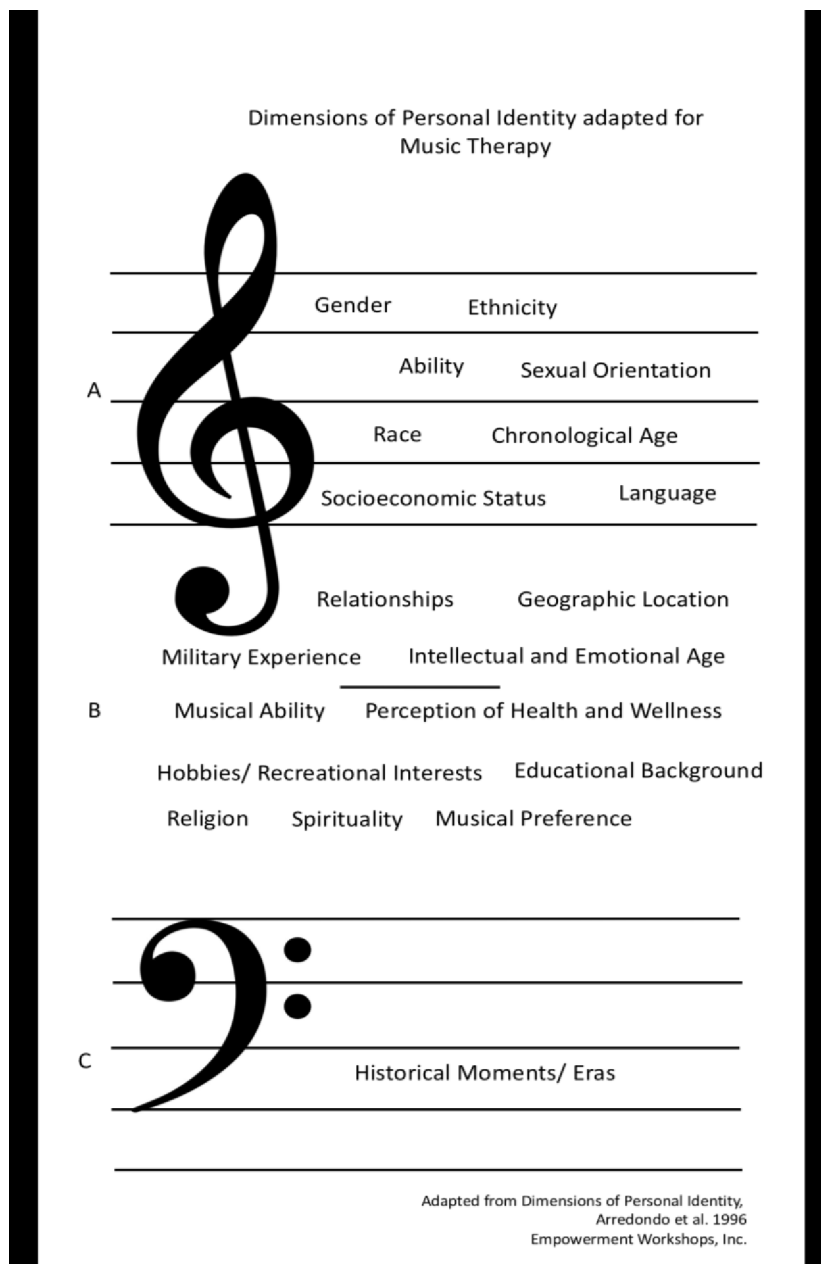 Dimensions of Personal Identity adapted for
Music Therapy
Gender Ethnicity
Ability Sexual Orientation
A
Race Chronological Age
Socioeconomic Status Language
Relationships Geographic Location
Military Experience Intellectual and Emotional Age
B Musical Ability Perception of Health and Wellness
Hobbies/ Recreational Interests Educational Background
Religion Spirituality Musical Preference
C
Historical Moments/ Eras
Adapted from Dimensions of Personal Identity,
Arredondo et al. 1996
Empowerment Workshops, Inc.